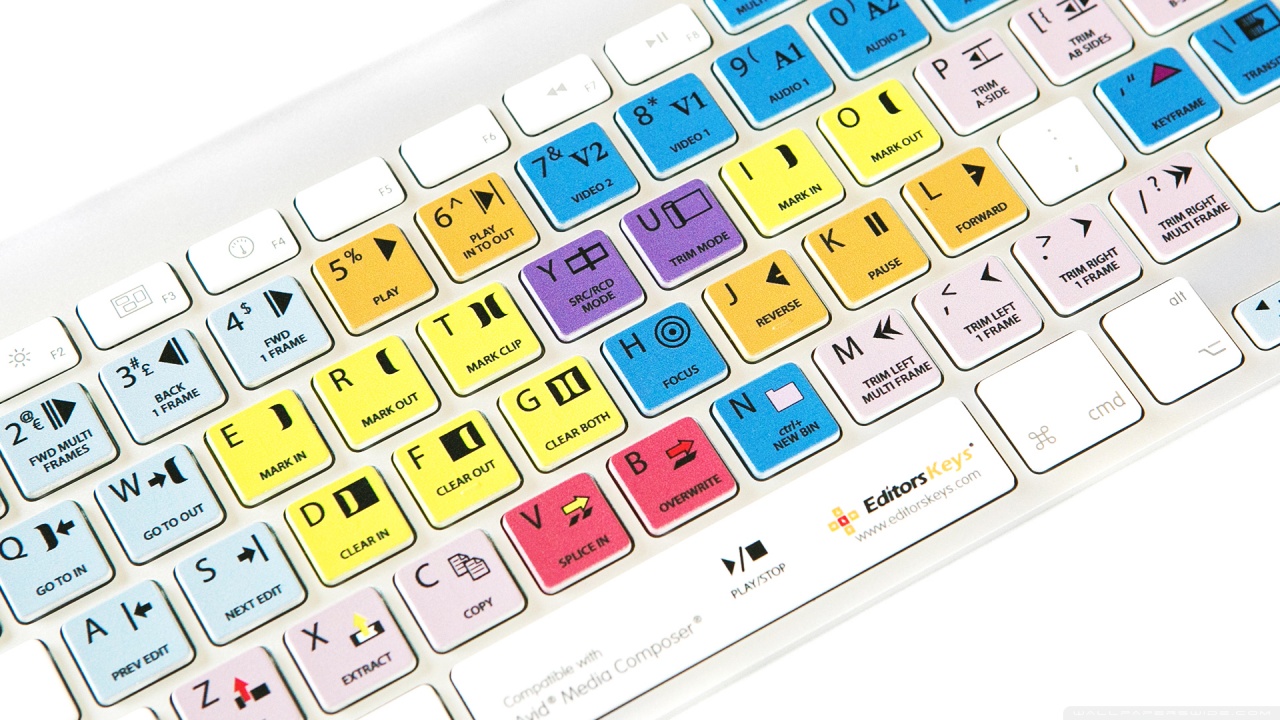 F2
F3
F4
F5
F6
F7
F8
2 @ €
FWD MULTI
FRAMES
3 # £
BACK
1 FRAME
4 $
FWD
1 FRAME
5 %
PLAY
6 ^
PLAY
IN TO OUT
7 & V2
VIDEO 2
8 * V1
VIDEO 1
9 ( A1
AUDIO 1
0 ) A2
AUDIO 2
Q
GO TO IN
W
GO TO OUT
E
MARK IN
R
MARK OUT
T
MARK CLIP
Y
SRC/RCD
MODE
U
TRIM MODE
I
MARK IN
O
MARK OUT
P
TRIM
A-SIDE
[ {
TRIM
AB SIDES
A
PREV EDIT
S
NEXT EDIT
D
CLEAR IN
F
CLEAR OUT
G
CLEAR BOTH
H
FOCUS
J
REVERSE
K
PAUSE
L
FORWARD
; :
' "
KEYFRAME
\ |
Z
X
EXTRACT
C
COPY
V
SPLICE IN
B
OVERWRITE
N
ctrl+
NEW BIN
M
TRIM LEFT
MULTI FRAME
, <
TRIM LEFT
1 FRAME
. >
TRIM RIGHT
1 FRAME
/ ?
TRIM RIGHT
MULTI FRAME
Compatible with
Avid® Media Composer®
PLAY/STOP
EditorsKeys
www.editorskeys.com
cmd
alt